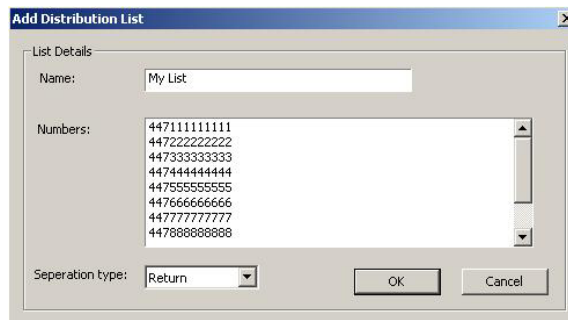 Add Distribution List
List Details
Name: My List
Numbers: 447111111111
447222222222
447333333333
447444444444
447555555555
447666666666
447777777777
447888888888
Seperation type: Return OK Cancel